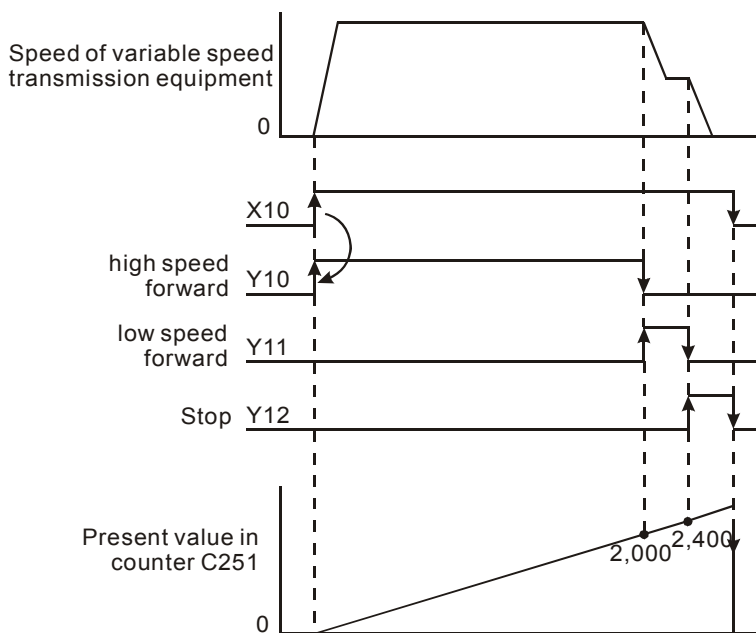 Speed of variable speed
transmission equipment
0
X10
high speed
forward
Y10
low speed
forward
Y11
Stop Y12
Present value in
counter C251
2,000
2,400
0